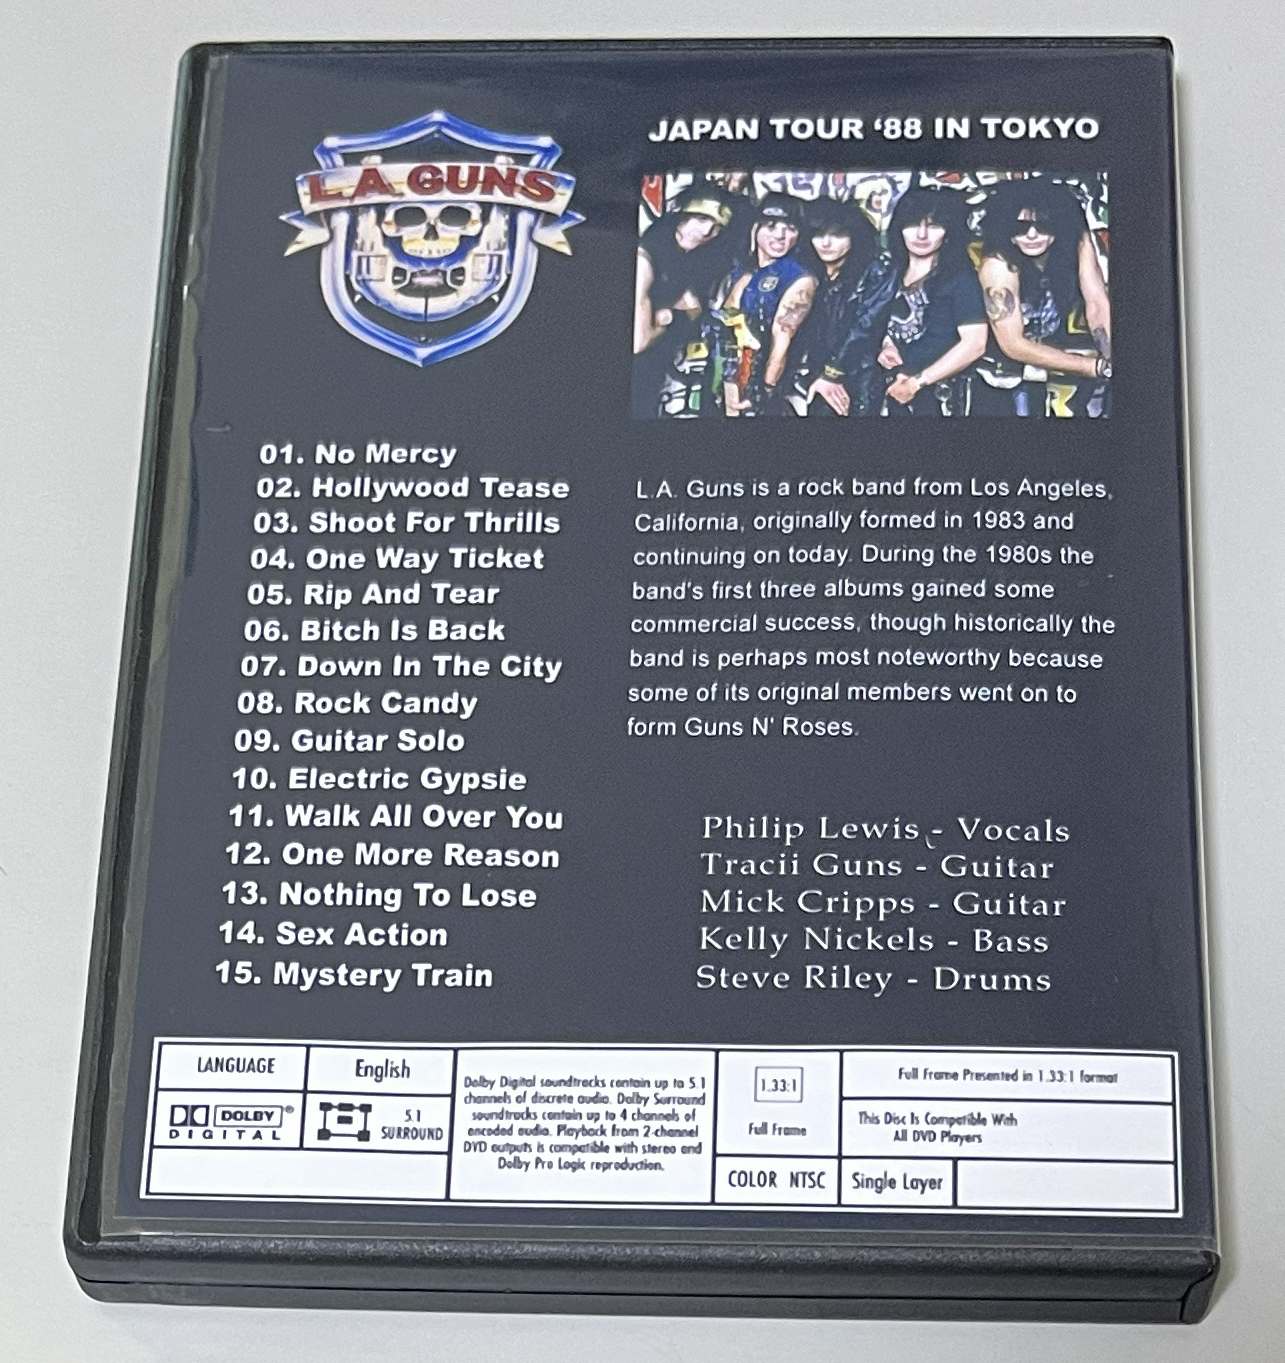 L.A. GUNS
JAPAN TOUR ‘88 IN TOKYO
01. No Mercy
02. Hollywood Tease
03. Shoot For Thrills
04. One Way Ticket
05. Rip And Tear
06. Bitch Is Back
07. Down In The City
08. Rock Candy
09. Guitar Solo
10. Electric Gypsie
11. Walk All Over You
12. One More Reason
13. Nothing To Lose
14. Sex Action
15. Mystery Train
L.A. Guns is a rock band from Los Angeles,
California, originally formed in 1983 and
continuing on today. During the 1980s the
band's first three albums gained some
commercial success, though historically the
band is perhaps most noteworthy because
some of its original members went on to
form Guns N' Roses.
Philip Lewis - Vocals
Tracii Guns - Guitar
Mick Cripps - Guitar
Kelly Nickels - Bass
Steve Riley - Drums
LANGUAGE
English
DOLBY®
DIGITAL
5.1
SURROUND
Dolby Digital soundtracks contain up to 5.1
channels of discrete audio. Dolby Surround
soundtracks contain up to 4 channels of
encoded audio. Playback from 2-channel
DVD outputs is compatible with stereo and
Dolby Pro Logic reproduction.
1.33:1
Full Frame
COLOR NTSC
Full Frame Presented in 1.33:1 format
This Disc Is Compatible With
All DVD Players
Single Layer